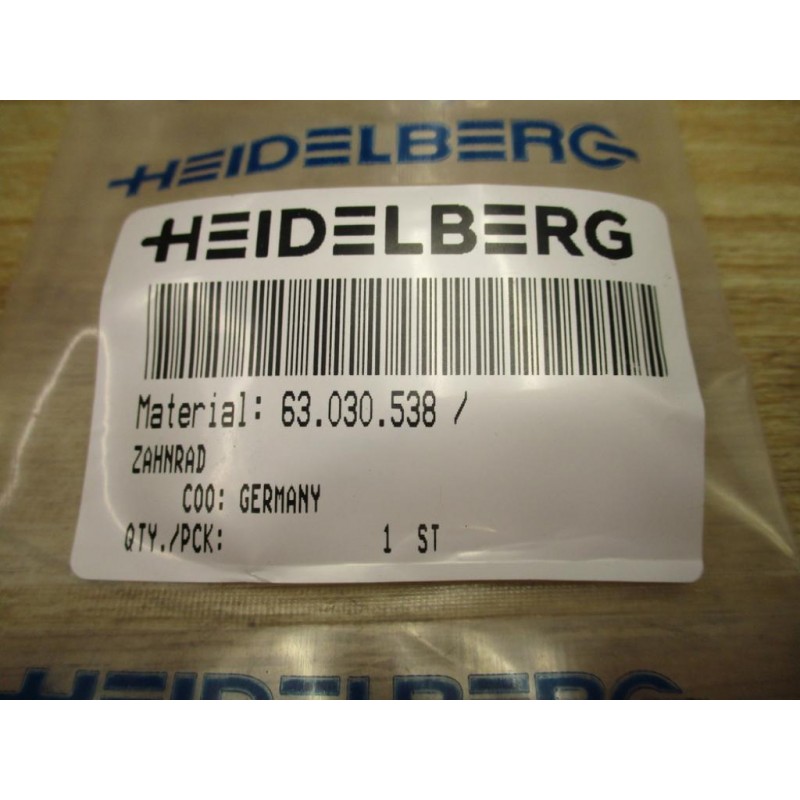 HEIDELBERG
HEIDELBERG
Material: 63.030.538 /
ZAHNRAD
COO: GERMANY
QTY./PCK: 1 ST
HEIDELBERG